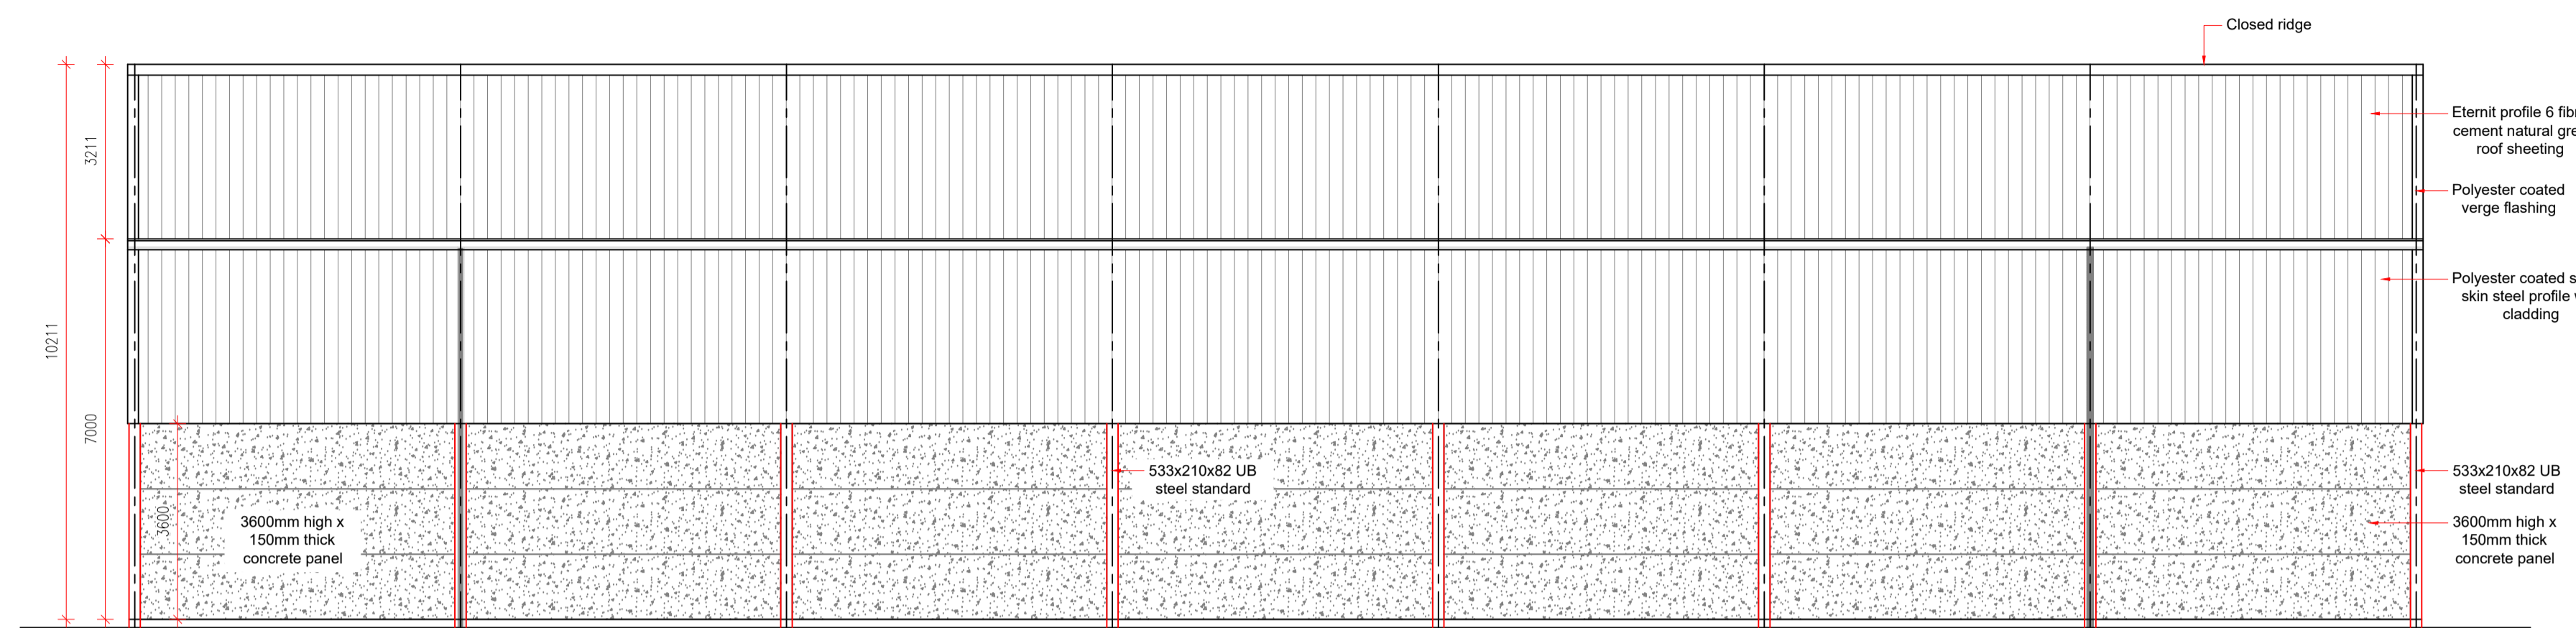 Closed ridge
Eternit profile 6
cement natural
roof sheeting
Polyester coated
verge flashing
Polyester coated
skin steel profile
cladding
3211
10211
7000
3600
533x210x82 UB
steel standard
3600mm high x
150mm thick
concrete panel
533x210x82 UB
steel standard
3600mm high x
150mm thick
concrete panel